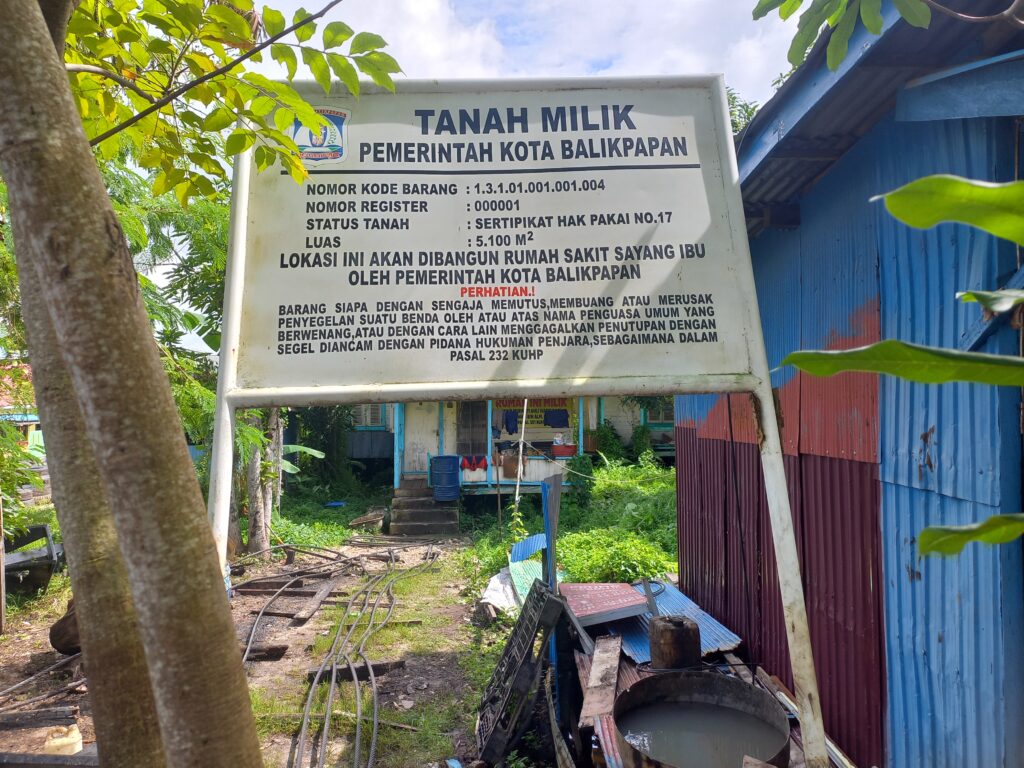 TANAH MILIK
PEMERINTAH KOTA BALIKPAPAN
NOMOR KODE BARANG : 1.3.1.01.001.001.004
NOMOR REGISTER : 000001
STATUS TANAH : SERTIPIKAT HAK PAKAI NO.17
LUAS : 5.100 M²
LOKASI INI AKAN DIBANGUN RUMAH SAKIT SAYANG IBU
OLEH PEMERINTAH KOTA BALIKPAPAN
PERHATIAN.!
BARANG SIAPA DENGAN SENGAJA MEMUTUS,MEMBUANG ATAU MERUSAK
PENYEGELAN SUATU BENDA OLEH ATAU ATAS NAMA PENGUASA UMUM YANG
BERWENANG,ATAU DENGAN CARA LAIN MENGGAGALKAN PENUTUPAN DENGAN
SEGEL DIANCAM DENGAN PIDANA HUKUMAN PENJARA,SEBAGAIMANA DALAM
PASAL 232 KUHP
RUMAH INI MILIK